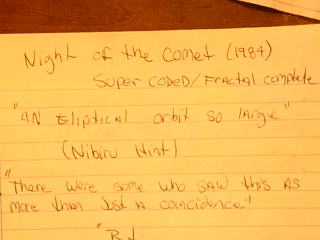 Night of the Comet (1984)
Super Coded/Fractal complete
"AN Eliptical orbit so large"
(Nibiru Hint)
"There were some who saw this as
more than Just A coincidence"